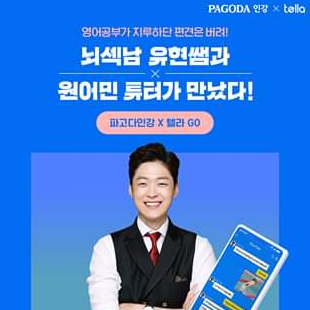 PAGODA 인강 × tella
영어공부가 지루하단 편견은 버려!
뇌섹남 유현쌤과
×
원어민 튜터가 만났다!
파고다인강 X 텔라 GO